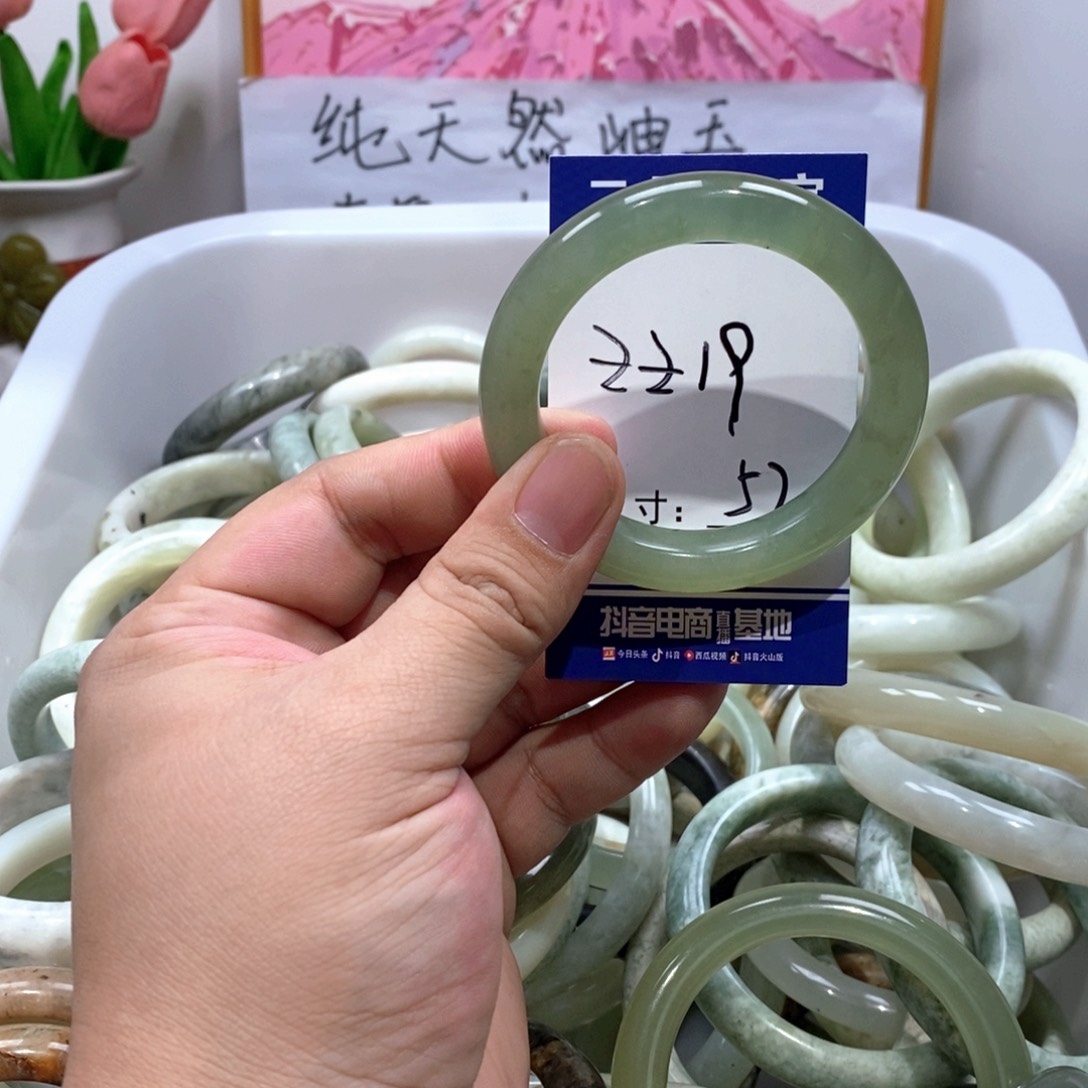 纯天然岫玉
zz19
寸: 57
抖音电商直播基地
今日头条 抖音 西瓜视频 抖音火山版